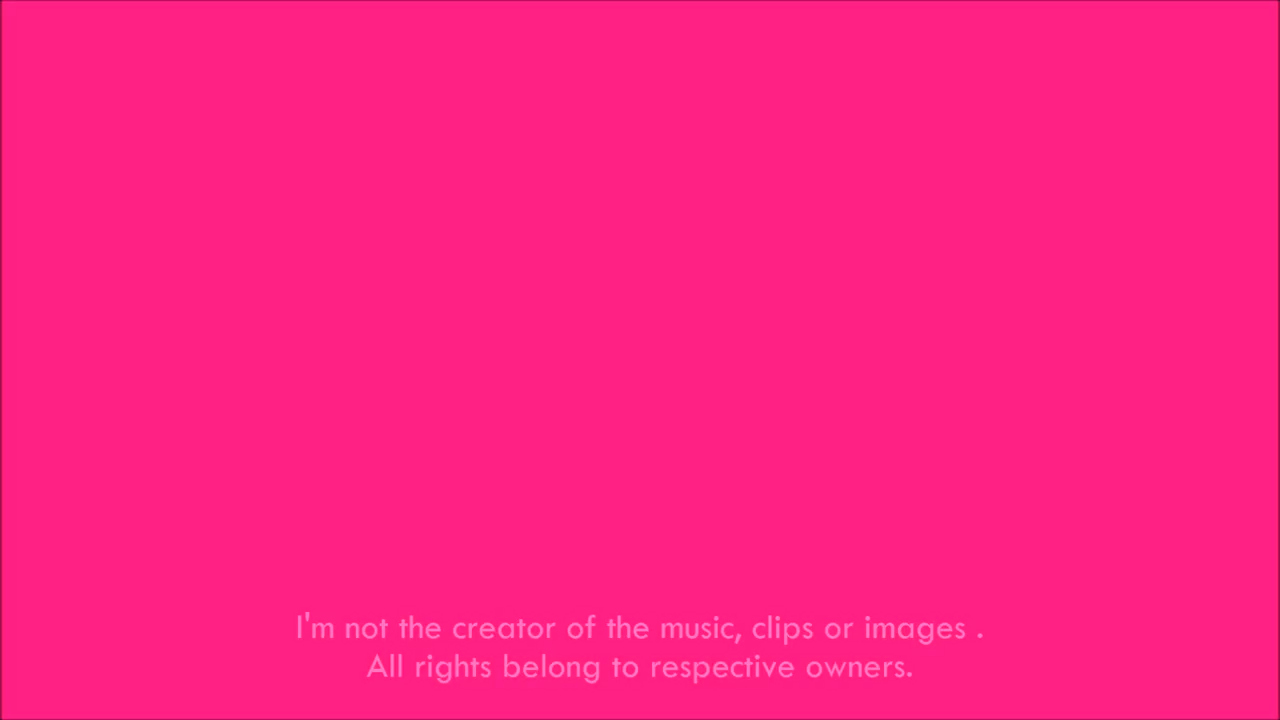 I'm not the creator of the music, clips or images .
All rights belong to respective owners.